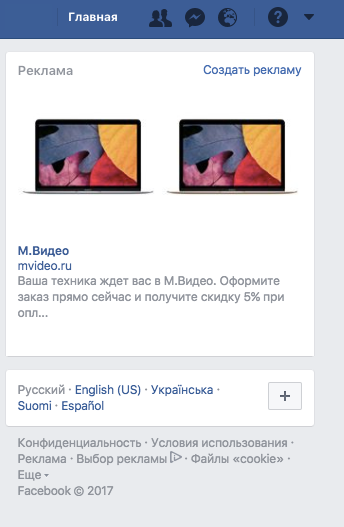 Главная
Реклама Создать рекламу
М.Видео
mvideo.ru
Ваша техника ждет вас в М.Видео. Оформите
заказ прямо сейчас и получите скидку 5% при
опл...
Русский · English (US) · Українська ·
Suomi · Español
Конфиденциальность · Условия использования ·
Реклама · Выбор рекламы · Файлы «cookie» ·
Еще
Facebook © 2017